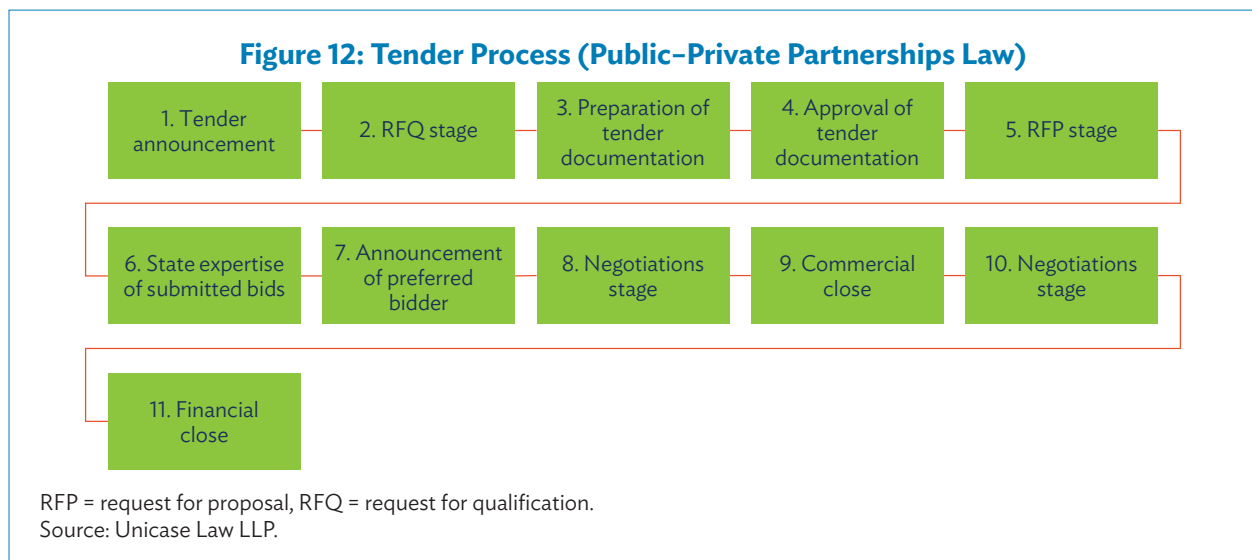 Figure 12: Tender Process (Public–Private Partnerships Law)
1. Tender
announcement
2. RFQ stage
3. Preparation of
tender
documentation
4. Approval of
tender
documentation
5. RFP stage
6. State expertise
of submitted bids
7. Announcement
of preferred
bidder
8. Negotiations
stage
9. Commercial
close
10. Negotiations
stage
11. Financial
close
RFP = request for proposal, RFQ = request for qualification.
Source: Unicase Law LLP.